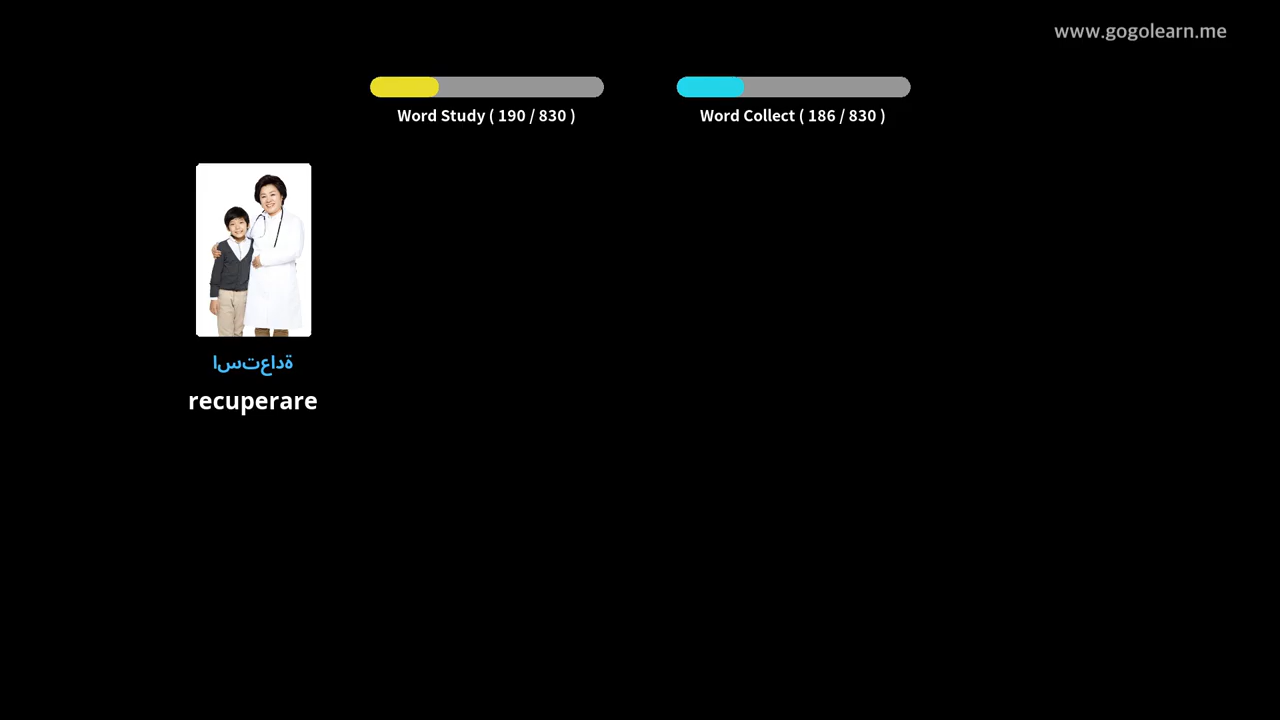 www.gogolearn.me
Word Study ( 190 / 830 )
Word Collect ( 186 / 830 )
استعادة
recuperare